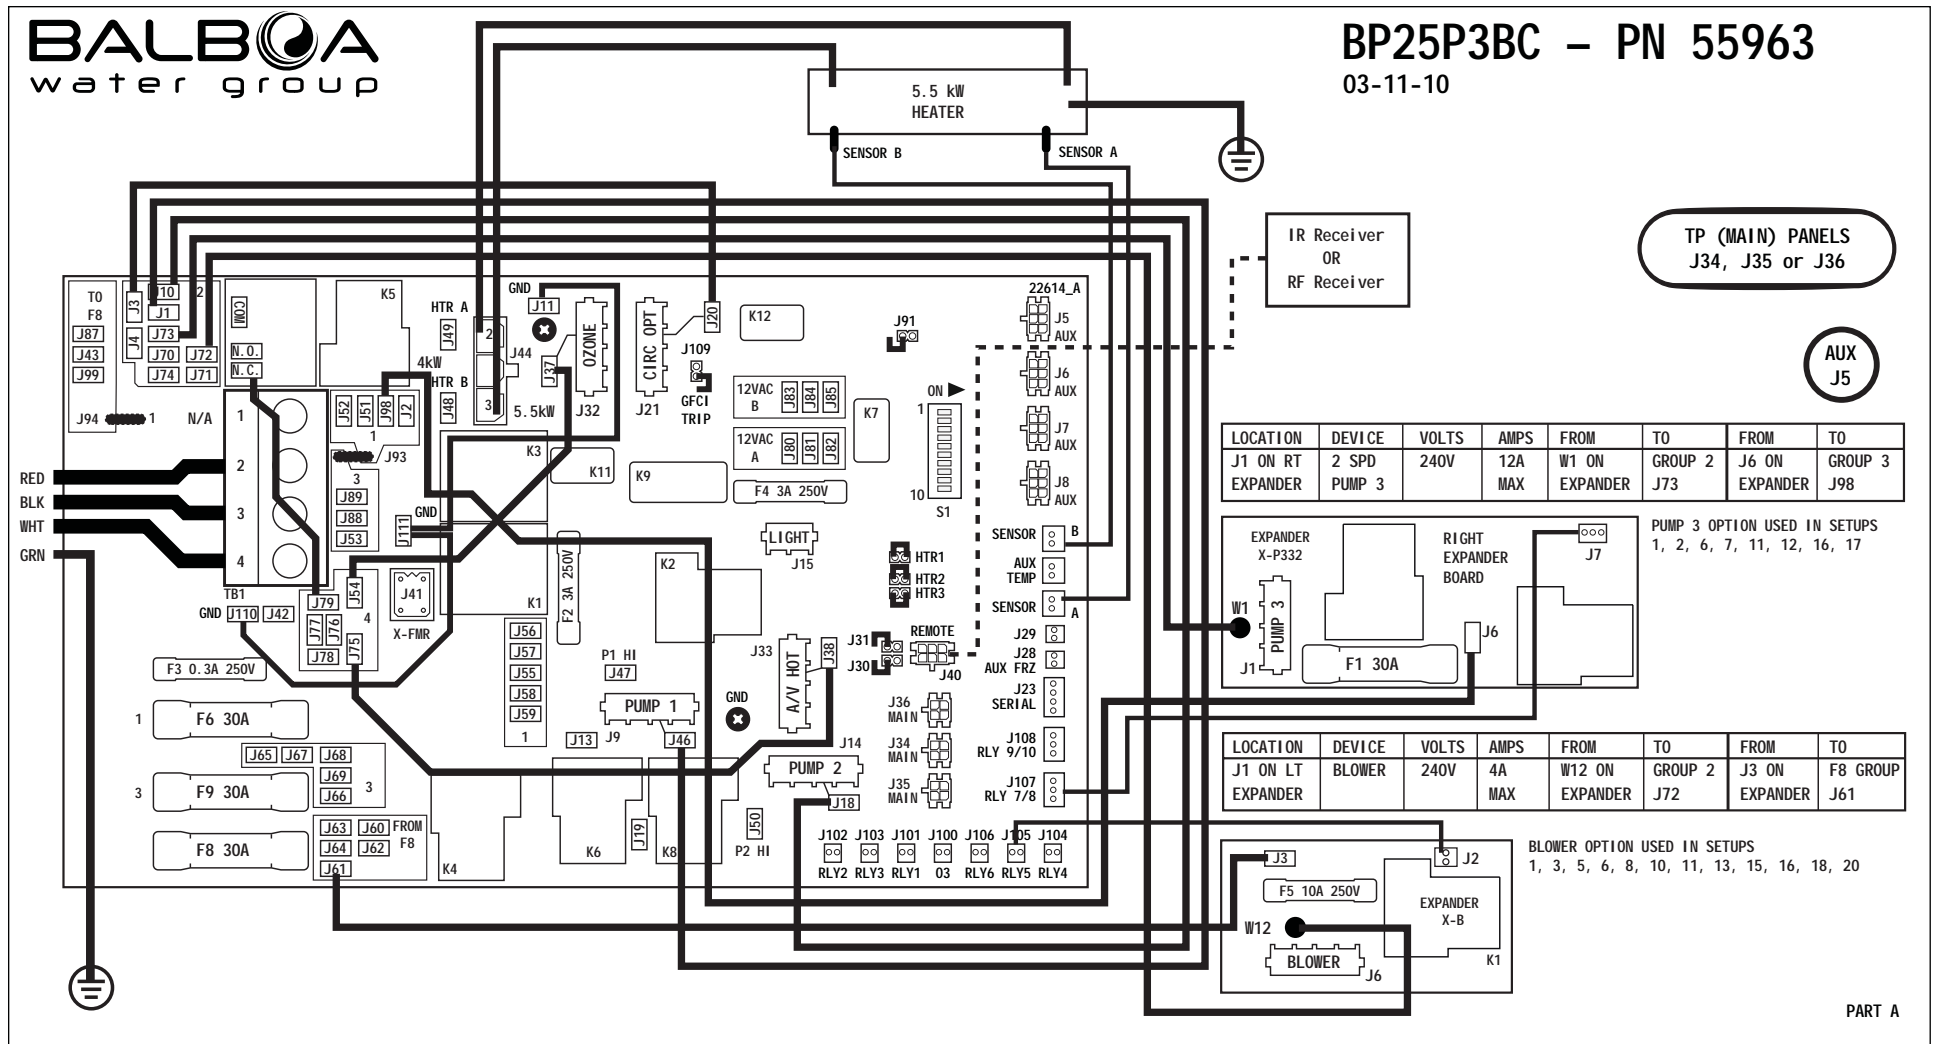 BALBOA
water group
BP25P3BC – PN 55963
03-11-10
5.5 kW
HEATER
SENSOR B
SENSOR A
IR Receiver
OR
RF Receiver
TP (MAIN) PANELS
J34, J35 or J36
AUX
J5
TO
F8
J87
J43
J99
J94
1
J3
J4
J10
2
J1
J73
J70
J72
J74
J71
COM
N.O.
N.C.
K5
HTR A
J49
4kW
HTR B
J48
2
J44
3
5.5kW
GND
J11
J37
OZONE
J32
CIRC OPT
J21
J20
J109
GFCI
TRIP
K12
J91
22614_A
J5
AUX
J6
AUX
J7
AUX
J8
AUX
12VAC
B
J83
J84
J85
12VAC
A
J80
J81
J82
K7
ON
1
10
S1
F4 3A 250V
N/A
1
2
3
4
TB1
J52
J51
J98
J2
1
J93
3
J89
J88
J53
GND
J111
K3
K11
K9
RED
BLK
WHT
GRN
LIGHT
J15
HTR1
HTR2
HTR3
SENSOR
B
AUX
TEMP
SENSOR
A
J29
J28
AUX FRZ
J23
SERIAL
J108
RLY 9/10
J107
RLY 7/8
GND
J110
J42
J79
J54
4
J77
J76
J78
J75
J41
X-FMR
K1
F2 3A 250V
K2
J56
J57
J55
J58
J59
1
P1 HI
J47
PUMP 1
J13
J9
J46
GND
J33
A/V HOT
J38
J31
J30
REMOTE
J40
J36
MAIN
J34
MAIN
J35
MAIN
J14
PUMP 2
J18
F3 0.3A 250V
1
F6 30A
3
F9 30A
F8 30A
J65
J67
J68
J69
J66
3
J63
J60
FROM
F8
J64
J62
J61
K4
K6
J19
K8
J50
P2 HI
J102
J103
J101
J100
J106
J105
J104
RLY2
RLY3
RLY1
03
RLY6
RLY5
RLY4
LOCATION DEVICE VOLTS AMPS FROM TO FROM TO
J1 ON RT 2 SPD 240V 12A W1 ON GROUP 2 J6 ON GROUP 3
EXPANDER PUMP 3 MAX EXPANDER J73 EXPANDER J98
EXPANDER
X-P332
RIGHT
EXPANDER
BOARD
J7
W1
PUMP 3
J1
J6
F1 30A
PUMP 3 OPTION USED IN SETUPS
1, 2, 6, 7, 11, 12, 16, 17
LOCATION DEVICE VOLTS AMPS FROM TO FROM TO
J1 ON LT BLOWER 240V 4A W12 ON GROUP 2 J3 ON F8 GROUP
EXPANDER MAX EXPANDER J72 EXPANDER J61
J3
J2
F5 10A 250V
EXPANDER
X-B
W12
BLOWER
J6
K1
BLOWER OPTION USED IN SETUPS
1, 3, 5, 6, 8, 10, 11, 13, 15, 16, 18, 20
PART A